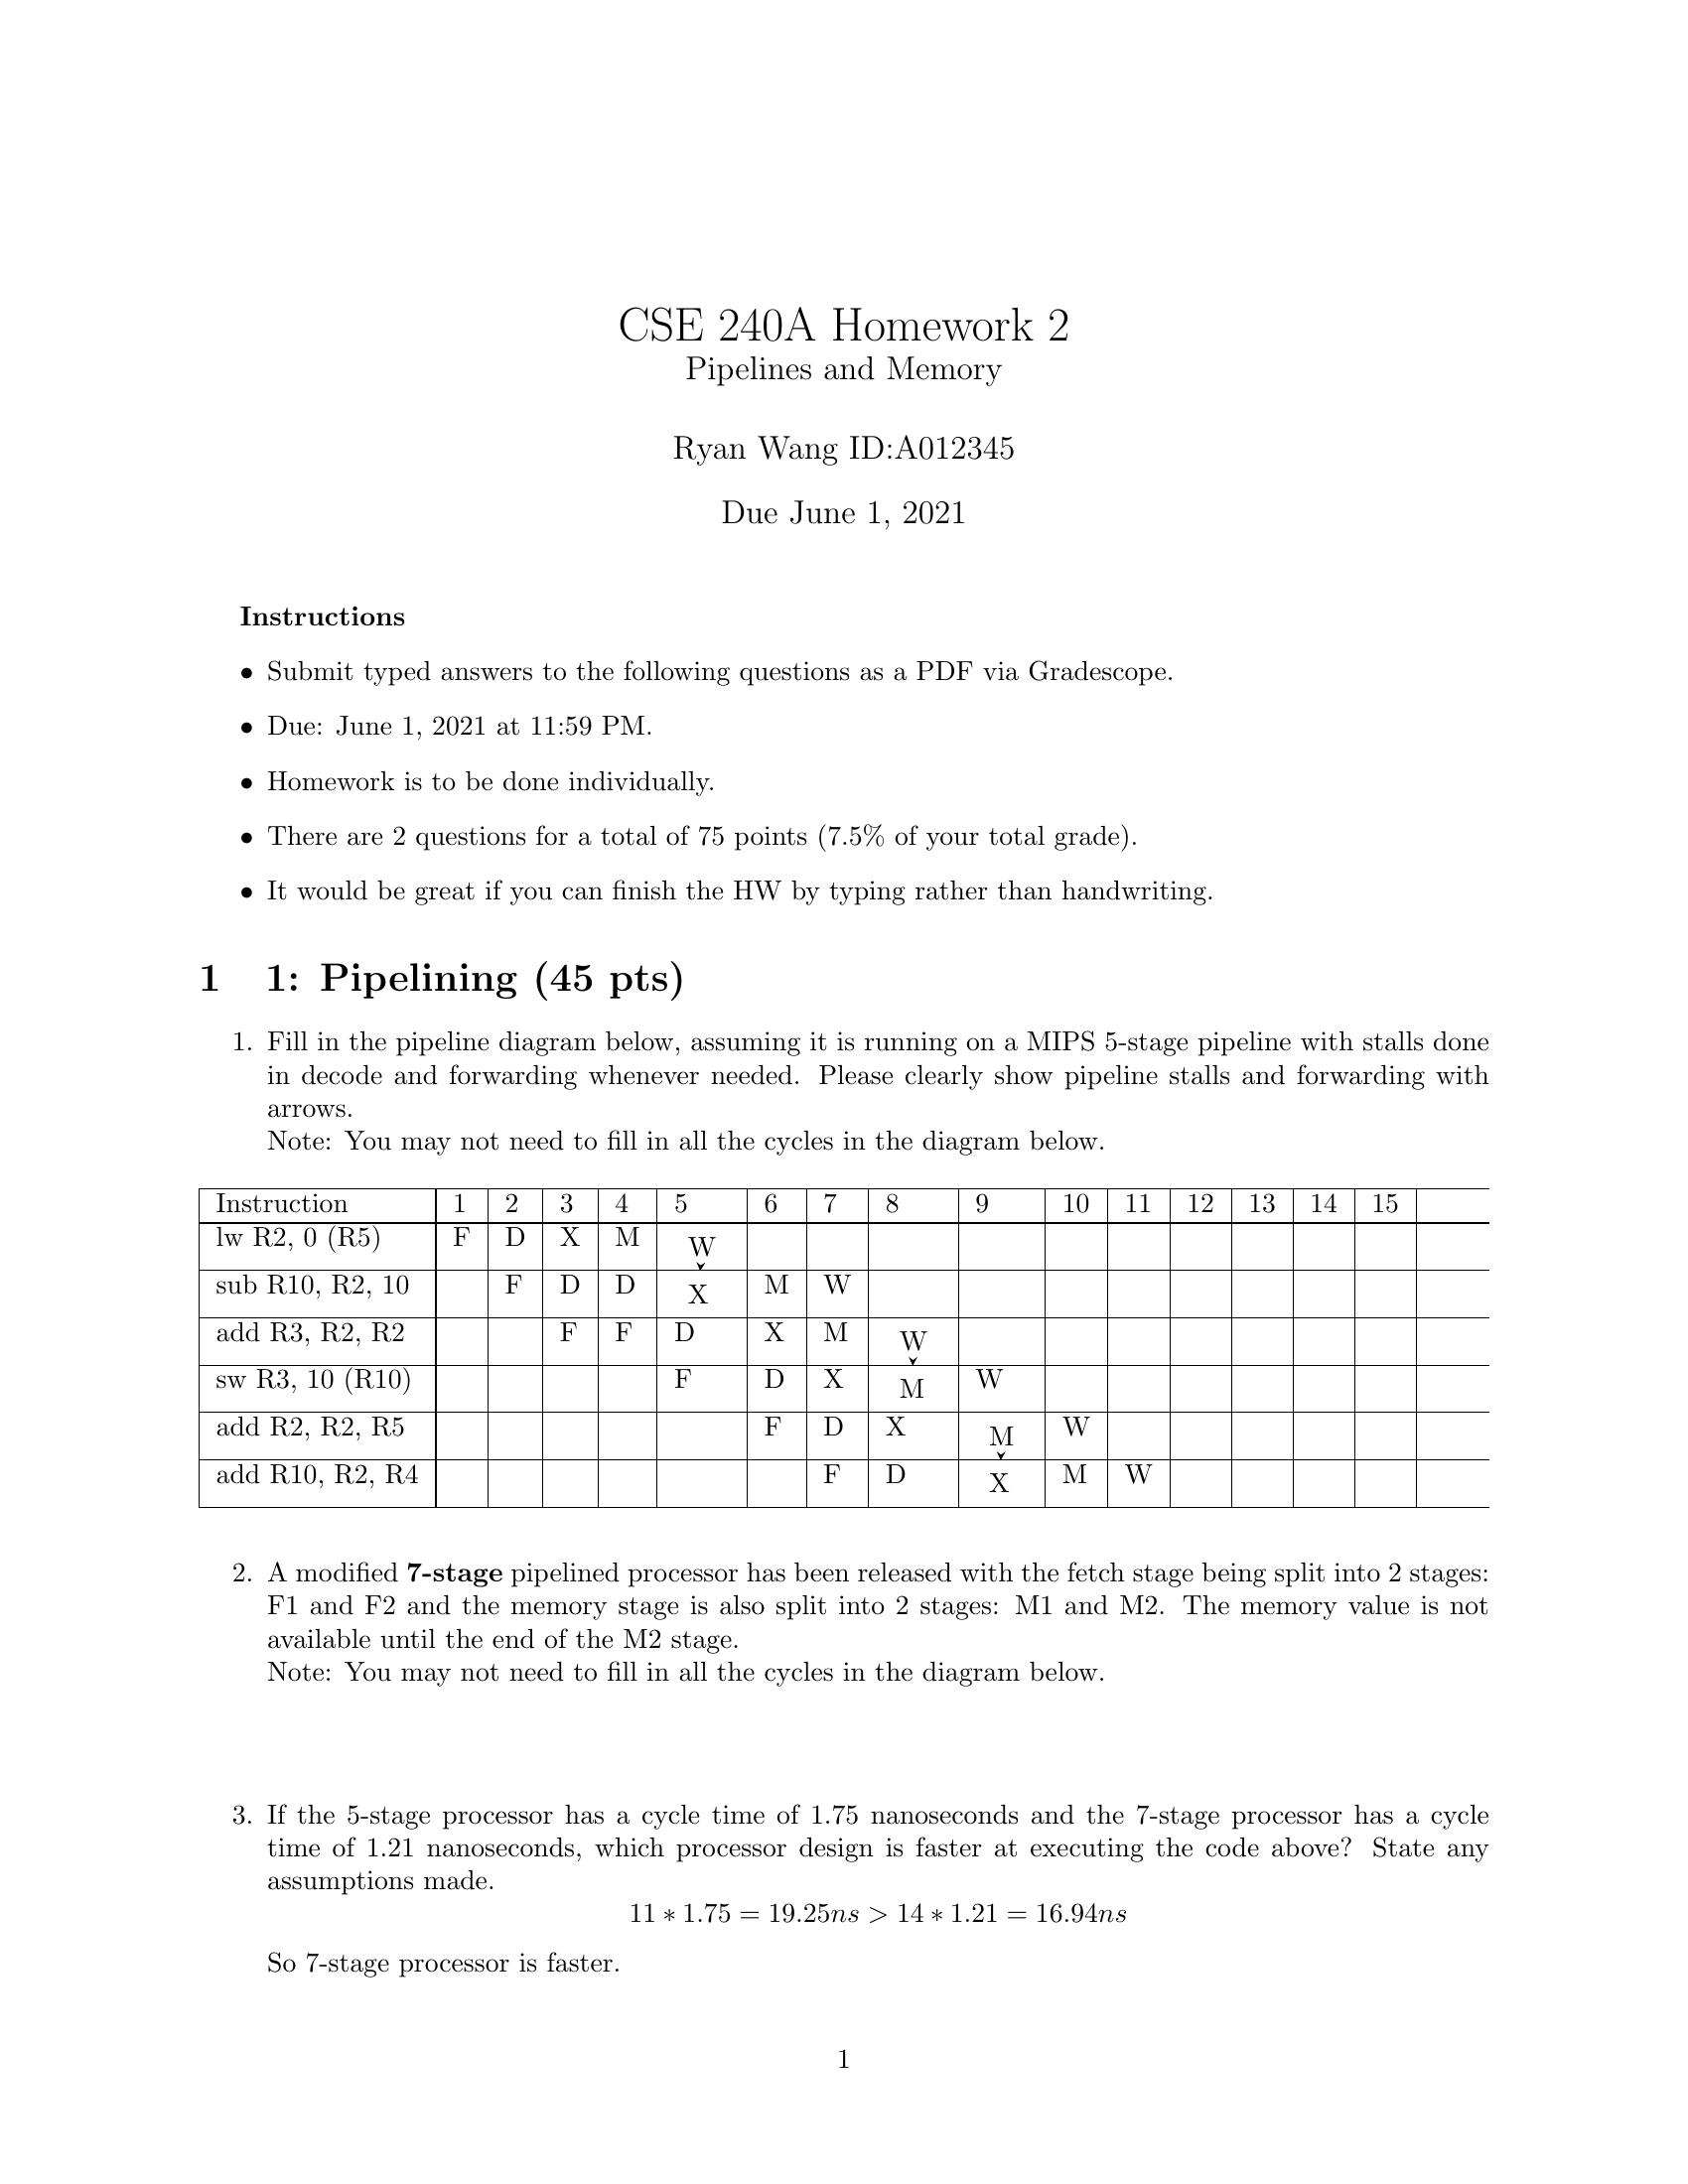 CSE 240A Homework 2
Pipelines and Memory
Ryan Wang ID:A012345
Due June 1, 2021
Instructions
• Submit typed answers to the following questions as a PDF via Gradescope.
• Due: June 1, 2021 at 11:59 PM.
• Homework is to be done individually.
• There are 2 questions for a total of 75 points (7.5% of your total grade).
• It would be great if you can finish the HW by typing rather than handwriting.
1 1: Pipelining (45 pts)
1. Fill in the pipeline diagram below, assuming it is running on a MIPS 5-stage pipeline with stalls done
in decode and forwarding whenever needed. Please clearly show pipeline stalls and forwarding with
arrows.
Note: You may not need to fill in all the cycles in the diagram below.
Instruction 1 2 3 4 5 6 7 8 9 10 11 12 13 14 15
lw R2, 0 (R5) F D X M W
sub R10, R2, 10 F D D X M W
add R3, R2, R2 F F D X M W
sw R3, 10 (R10) F D X M W
add R2, R2, R5 F D X M W
add R10, R2, R4 F D X M W
2. A modified 7-stage pipelined processor has been released with the fetch stage being split into 2 stages:
F1 and F2 and the memory stage is also split into 2 stages: M1 and M2. The memory value is not
available until the end of the M2 stage.
Note: You may not need to fill in all the cycles in the diagram below.
3. If the 5-stage processor has a cycle time of 1.75 nanoseconds and the 7-stage processor has a cycle
time of 1.21 nanoseconds, which processor design is faster at executing the code above? State any
assumptions made.
11 ∗ 1.75 = 19.25ns > 14 ∗ 1.21 = 16.94ns
So 7-stage processor is faster.
1